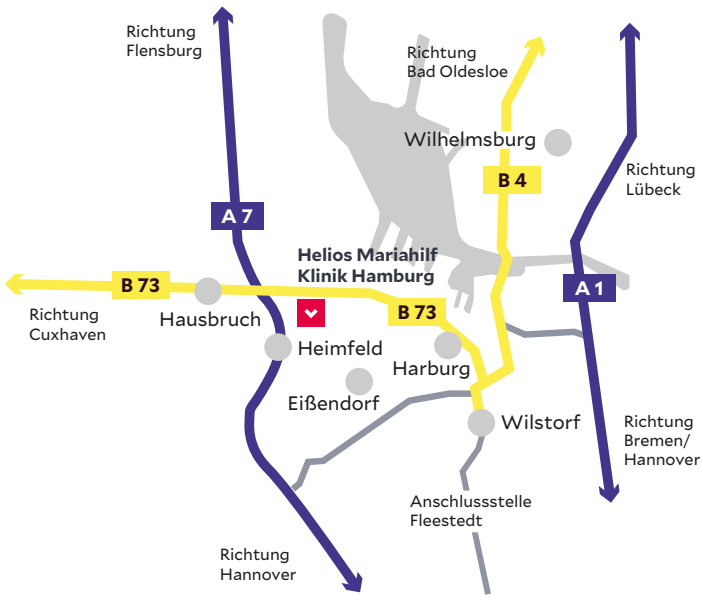 Richtung
Flensburg
Richtung
Bad Oldesloe
Wilhelmsburg
B 4
Richtung
Lübeck
A 7
Helios Mariahilf
Klinik Hamburg
B 73
A 1
Hausbruch
B 73
Richtung
Cuxhaven
Heimfeld
Harburg
Eißendorf
Wilstorf
Richtung
Bremen/
Hannover
Anschlussstelle
Fleestedt
Richtung
Hannover